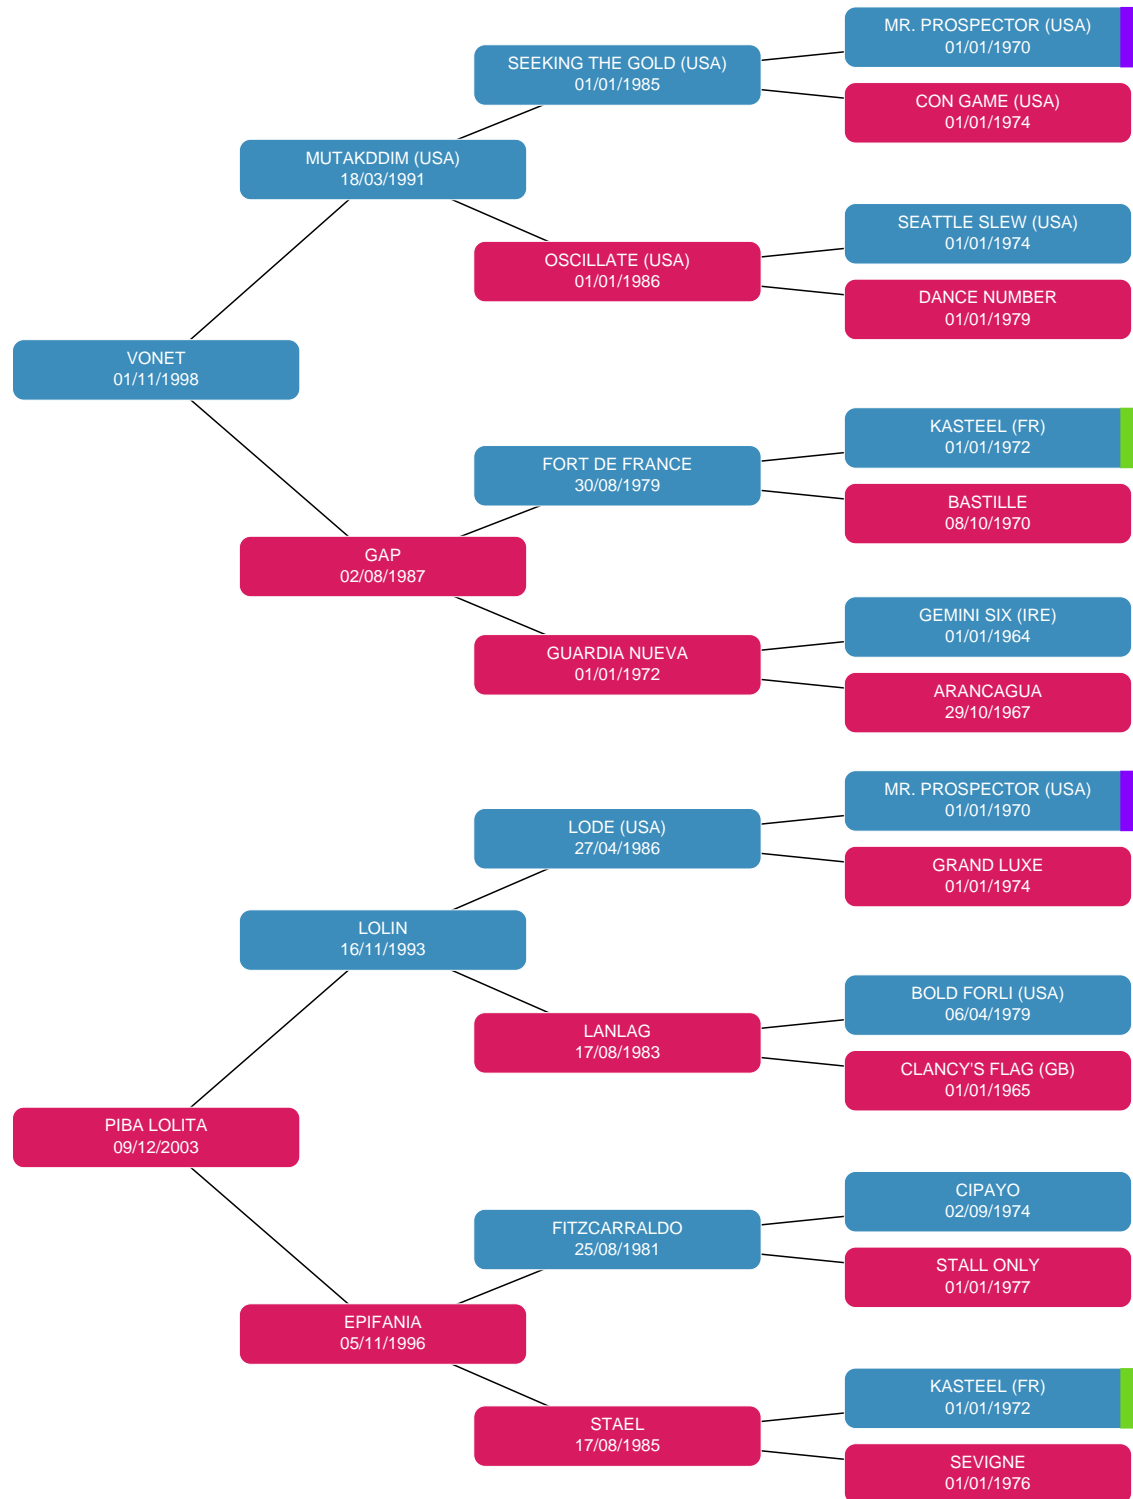 MR. PROSPECTOR (USA)
01/01/1970
SEEKING THE GOLD (USA)
01/01/1985
CON GAME (USA)
01/01/1974
MUTAKDDIM (USA)
18/03/1991
SEATTLE SLEW (USA)
01/01/1974
OSCILLATE (USA)
01/01/1986
DANCE NUMBER
01/01/1979
VONET
01/11/1998
KASTEEL (FR)
01/01/1972
FORT DE FRANCE
30/08/1979
BASTILLE
08/10/1970
GAP
02/08/1987
GEMINI SIX (IRE)
01/01/1964
GUARDIA NUEVA
01/01/1972
ARANCAGUA
29/10/1967
MR. PROSPECTOR (USA)
01/01/1970
LODE (USA)
27/04/1986
GRAND LUXE
01/01/1974
LOLIN
16/11/1993
BOLD FORLI (USA)
06/04/1979
LANLAG
17/08/1983
CLANCY'S FLAG (GB)
01/01/1965
PIBA LOLITA
09/12/2003
CIPAYO
02/09/1974
FITZCARRALDO
25/08/1981
STALL ONLY
01/01/1977
EPIFANIA
05/11/1996
KASTEEL (FR)
01/01/1972
STAEL
17/08/1985
SEVIGNE
01/01/1976